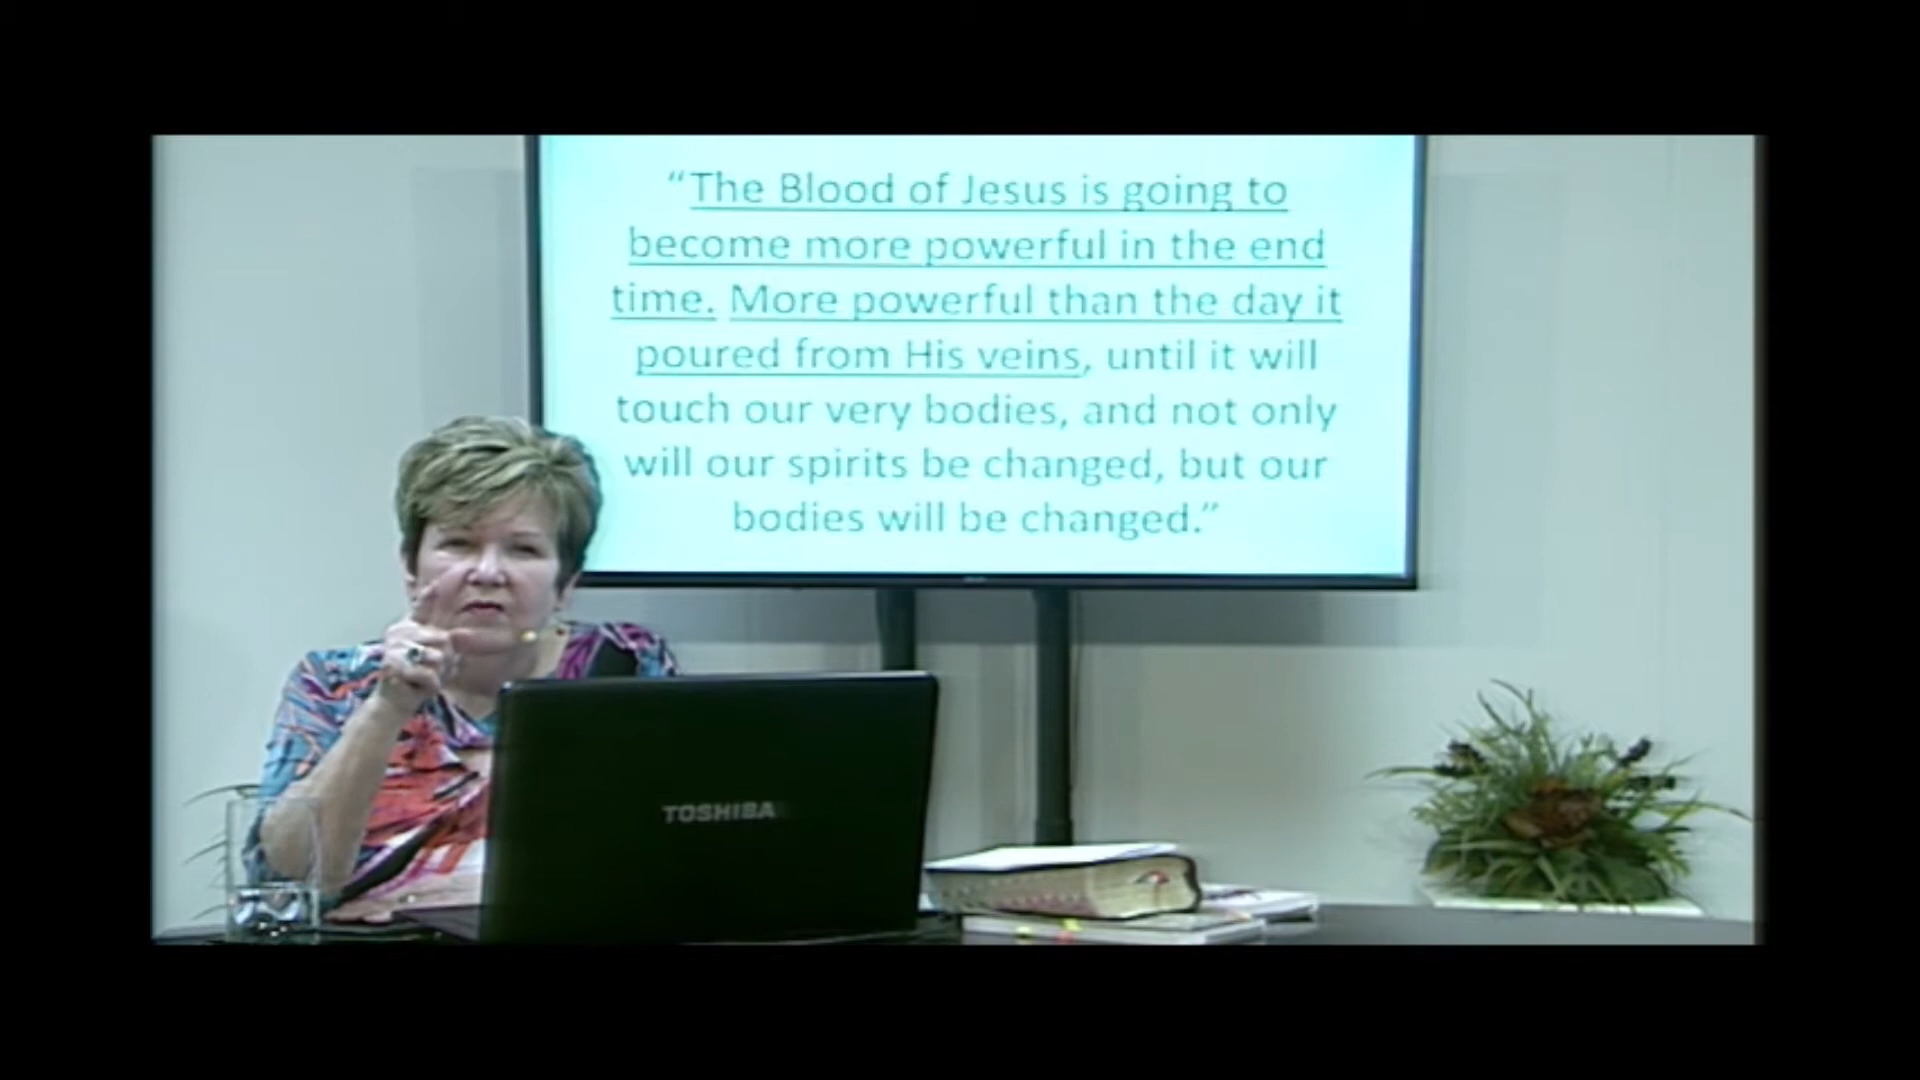 “The Blood of Jesus is going to
become more powerful in the end
time. More powerful than the day it
poured from His veins, until it will
touch our very bodies, and not only
will our spirits be changed, but our
bodies will be changed.”
TOSHIBA